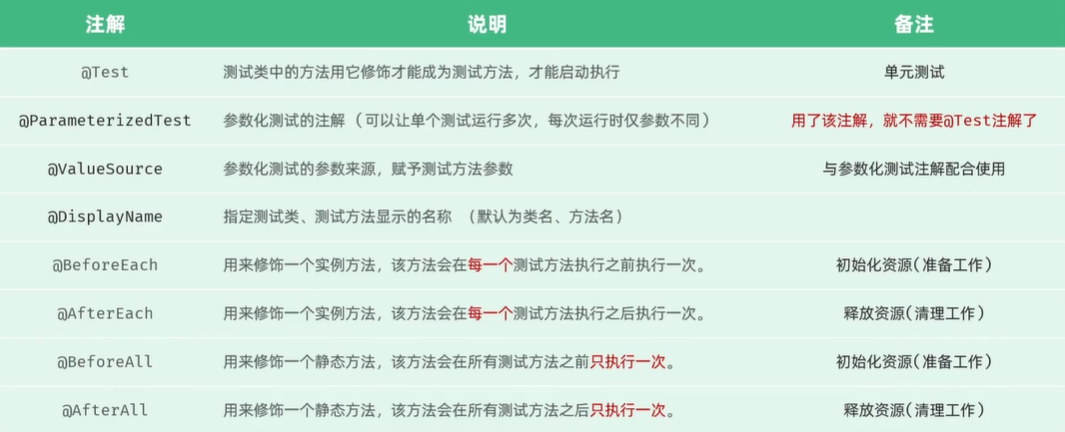 注解 说明 备注
@Test 测试类中的方法用它修饰才能成为测试方法，才能启动执行 单元测试
@ParameterizedTest 参数化测试的注解（可以让单个测试运行多次，每次运行时仅参数不同） 用了该注解，就不需要@Test注解了
@ValueSource 参数化测试的参数来源，赋予测试方法参数 与参数化测试注解配合使用
@DisplayName 指定测试类、测试方法显示的名称 （默认为类名、方法名）
@BeforeEach 用来修饰一个实例方法，该方法会在每一个测试方法执行之前执行一次。 初始化资源(准备工作)
@AfterEach 用来修饰一个实例方法，该方法会在每一个测试方法执行之后执行一次。 释放资源(清理工作)
@BeforeAll 用来修饰一个静态方法，该方法会在所有测试方法之前只执行一次。 初始化资源(准备工作)
@AfterAll 用来修饰一个静态方法，该方法会在所有测试方法之后只执行一次。 释放资源(清理工作)